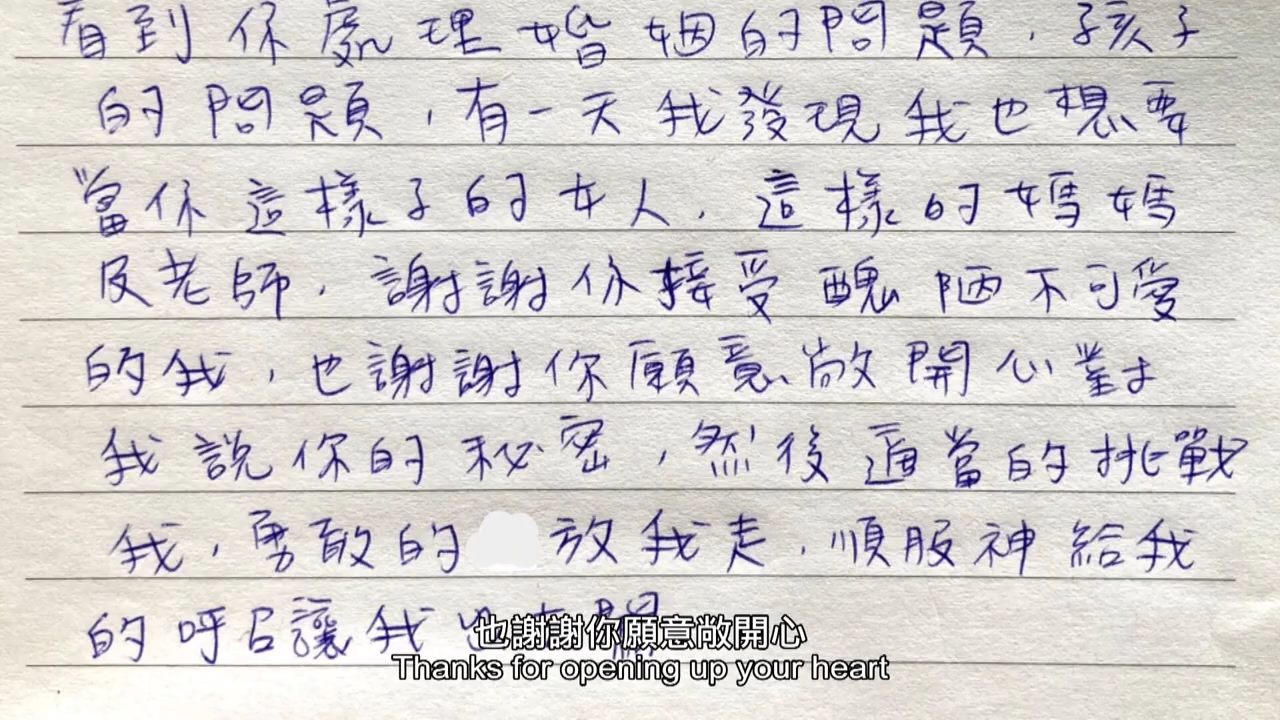 看到你處理婚姻的問題，孩子
的問題，有一天我發現我也想要
當你這樣子的女人，這樣的媽媽
及老師，謝謝你接受醜陋不可愛
的我，也謝謝你願意敞開心對
我說你的秘密，然後適當的挑戰
我，勇敢的 放我走，順服神給我
的呼召讓我
也謝謝你願意敞開心
Thanks for opening up your heart